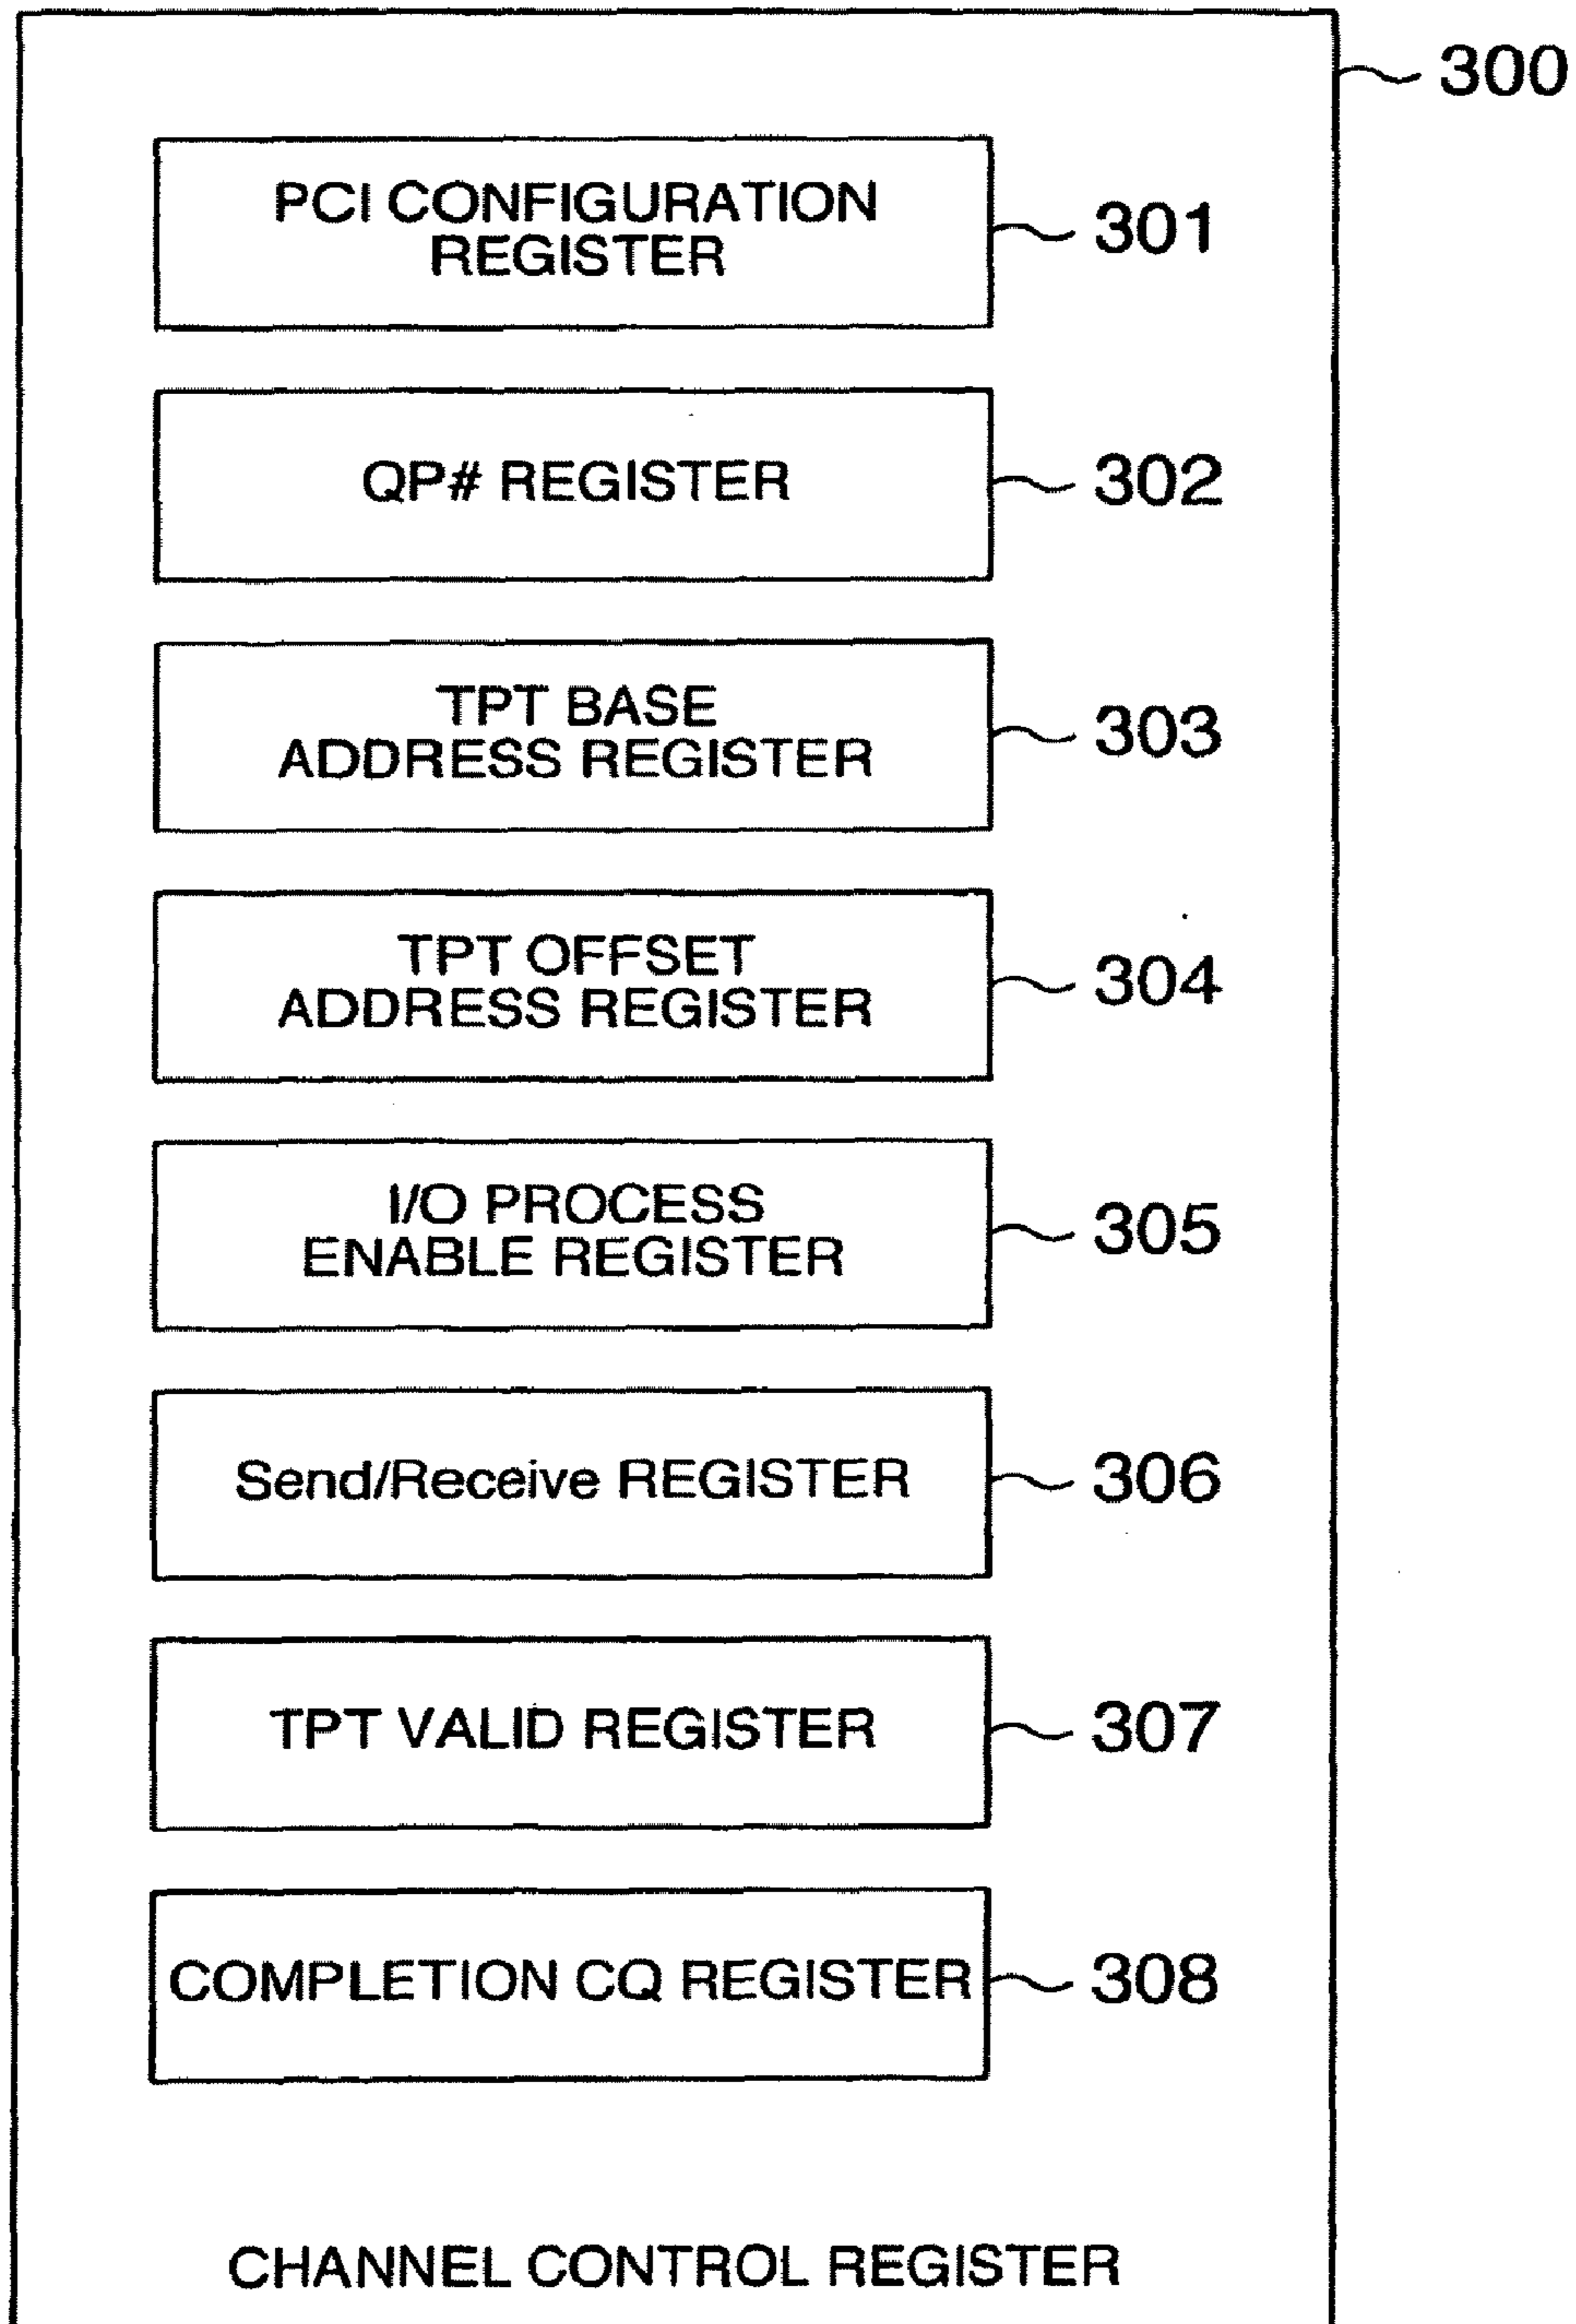 300
PCI CONFIGURATION
REGISTER
301
QP# REGISTER
302
TPT BASE
ADDRESS REGISTER
303
TPT OFFSET
ADDRESS REGISTER
304
I/O PROCESS
ENABLE REGISTER
305
Send/Receive REGISTER
306
TPT VALID REGISTER
307
COMPLETION CQ REGISTER
308
CHANNEL CONTROL REGISTER